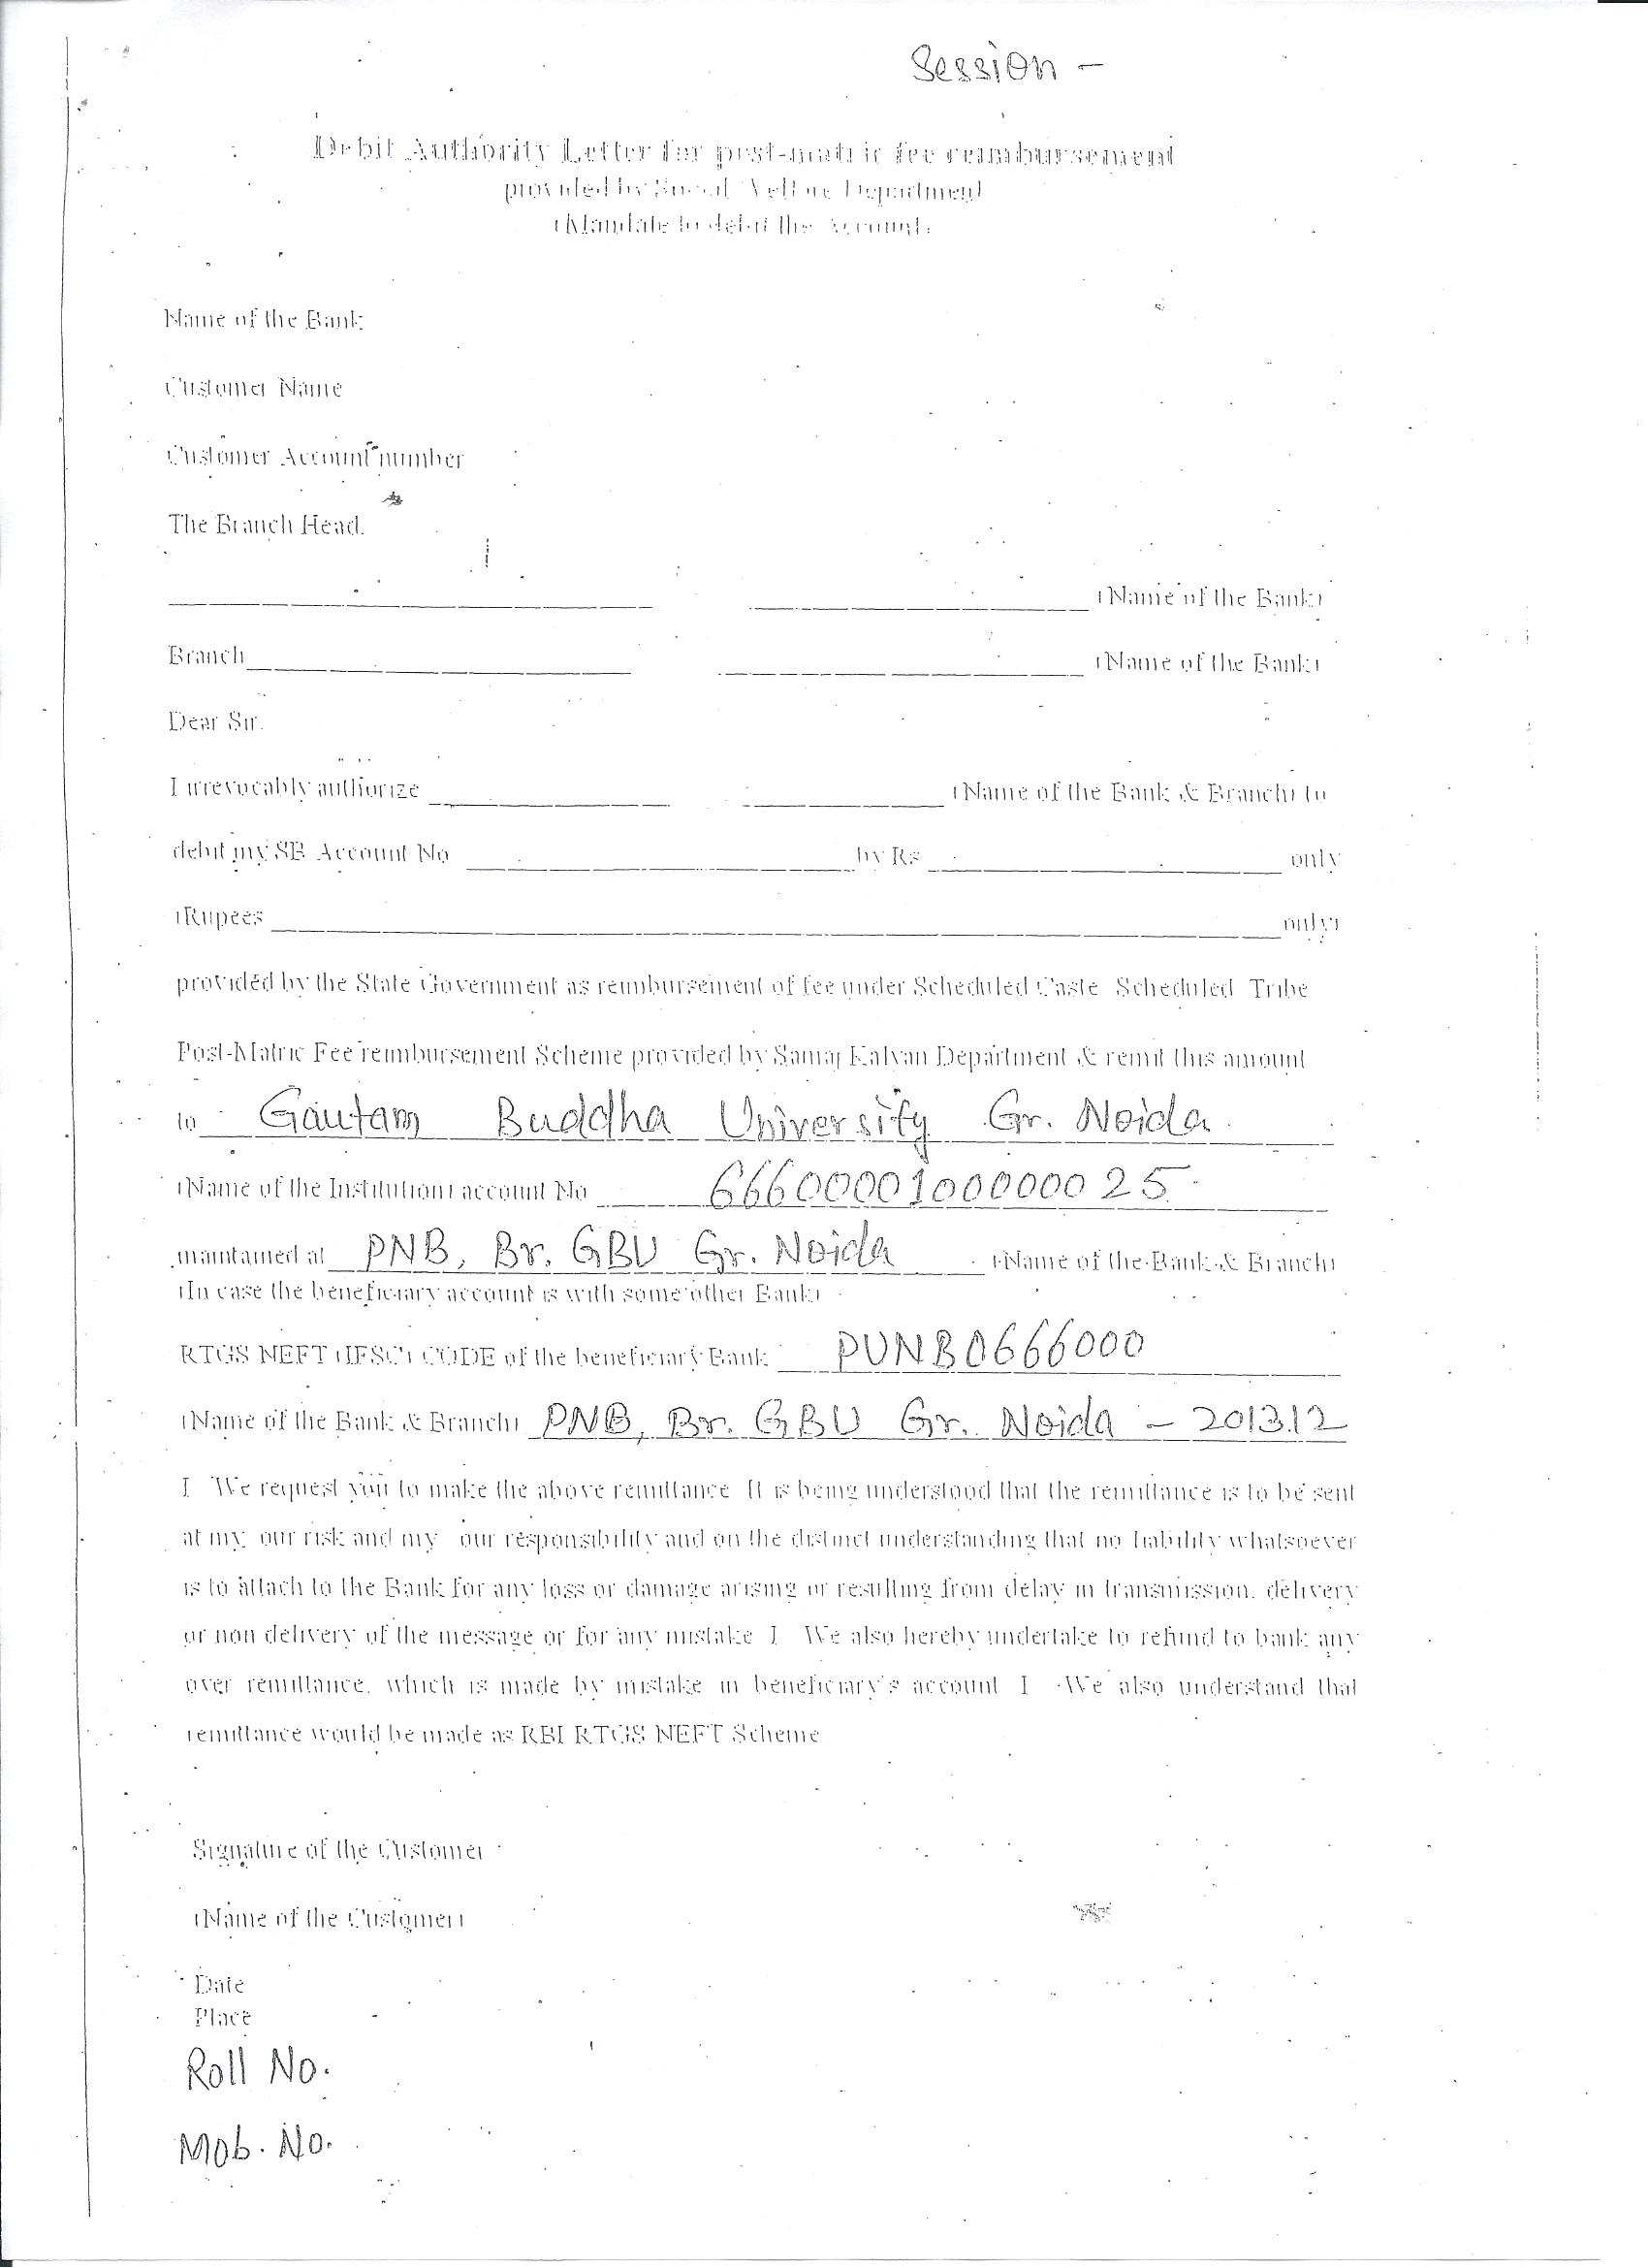 Session -
Debit Authority Letter for post-matric fee reimbursement
provided by Social Welfare Department
(Mandate to debit the Account)
Name of the Bank
Customer Name
Customer Account number
The Branch Head.
____________ ____________ (Name of the Bank)
Branch____________ ____________ (Name of the Bank)
Dear Sir.
I irrevocably authorize ____________ ____________ (Name of the Bank & Branch) to
debit my SB Account No ____________ by Rs ____________ only
(Rupees ____________ only)
provided by the State Government as reimbursement of fee under Scheduled Caste Scheduled Tribe
Post-Matric Fee reimbursement Scheme provided by Samaj Kalyan Department & remit this amount
to Gautam Buddha University Gr. Noida
(Name of the Institution) account No 66600001000000 25
maintained at PNB, Br. GBU Gr. Noida (Name of the Bank & Branch)
(In case the beneficiary account is with some other Bank)
RTGS NEFT (IFSC) CODE of the beneficiary Bank PUNB0666000
(Name of the Bank & Branch) PNB, Br. GBU Gr. Noida - 201312
I We request you to make the above remittance It is being understood that the remittance is to be sent
at my our risk and my our responsibility and on the distinct understanding that no liability whatsoever
is to attach to the Bank for any loss or damage arising or resulting from delay in transmission. delivery
or non delivery of the message or for any mistake I We also hereby undertake to refund to bank any
over remittance. which is made by mistake in beneficiary's account I We also understand that
remittance would be made as RBI RTGS NEFT Scheme
Signature of the Customer
(Name of the Customer)
Date
Place
Roll No.
Mob. No.